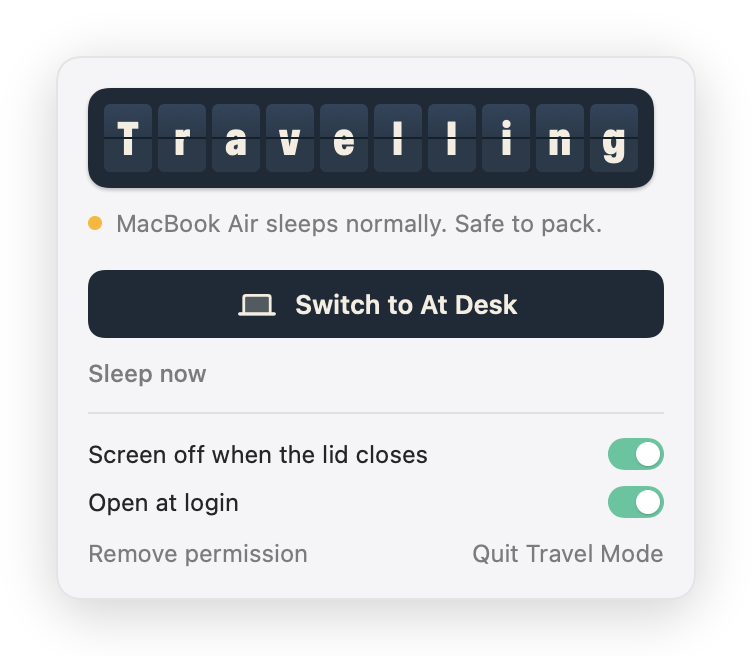 Travelling
MacBook Air sleeps normally. Safe to pack.
Switch to At Desk
Sleep now
Screen off when the lid closes
Open at login
Remove permission
Quit Travel Mode